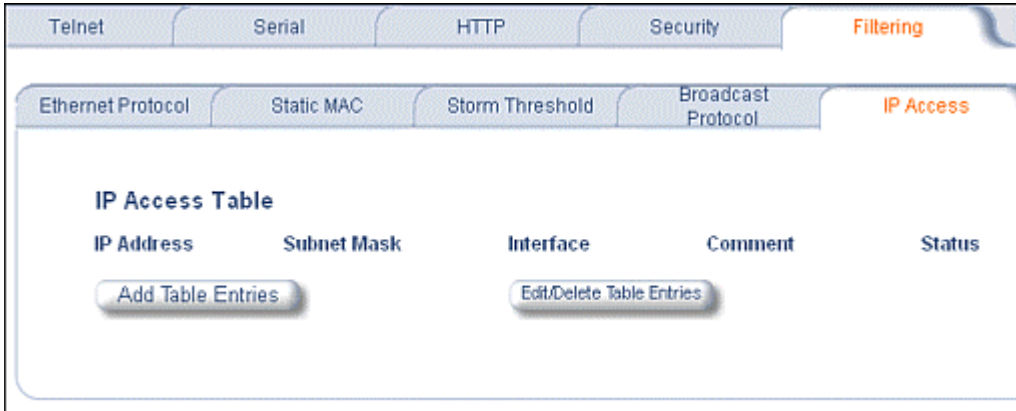 Telnet Serial HTTP Security Filtering
Ethernet Protocol Static MAC Storm Threshold Broadcast Protocol IP Access
IP Access Table
IP Address Subnet Mask Interface Comment Status
Add Table Entries Edit/Delete Table Entries